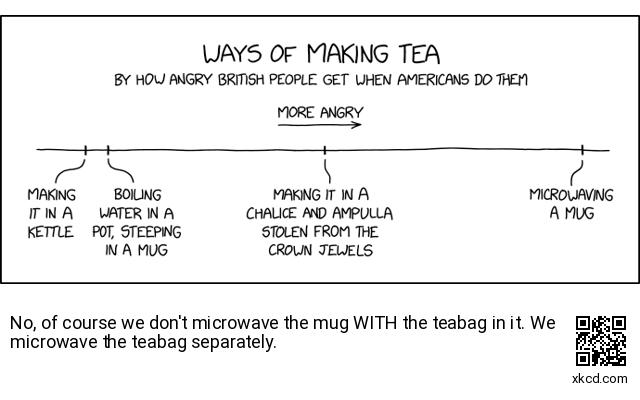 WAYS OF MAKING TEA
BY HOW ANGRY BRITISH PEOPLE GET WHEN AMERICANS DO THEM
MORE ANGRY
MAKING
IT IN A
KETTLE
BOILING
WATER IN A
POT, STEEPING
IN A MUG
MAKING IT IN A
CHALICE AND AMPULLA
STOLEN FROM THE
CROWN JEWELS
MICROWAVING
A MUG
No, of course we don't microwave the mug WITH the teabag in it. We
microwave the teabag separately.
xkcd.com